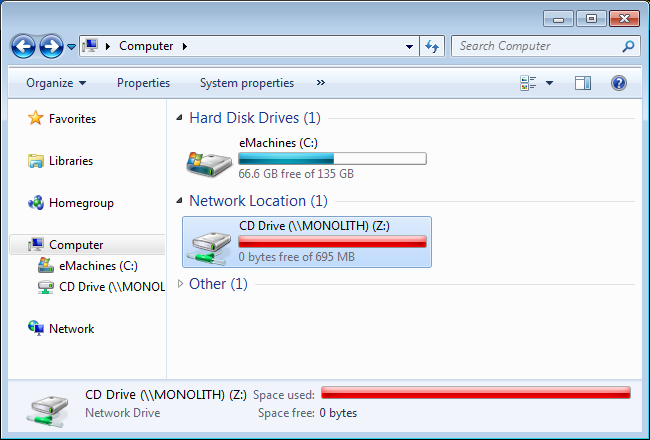 Computer
Search Computer
Organize Properties System properties »
Favorites
Libraries
Homegroup
Computer
eMachines (C:)
CD Drive (\\MONOL
Network
Hard Disk Drives (1)
eMachines (C:)
66.6 GB free of 135 GB
Network Location (1)
CD Drive (\\MONOLITH) (Z:)
0 bytes free of 695 MB
Other (1)
CD Drive (\\MONOLITH) (Z:) Space used:
Network Drive Space free: 0 bytes